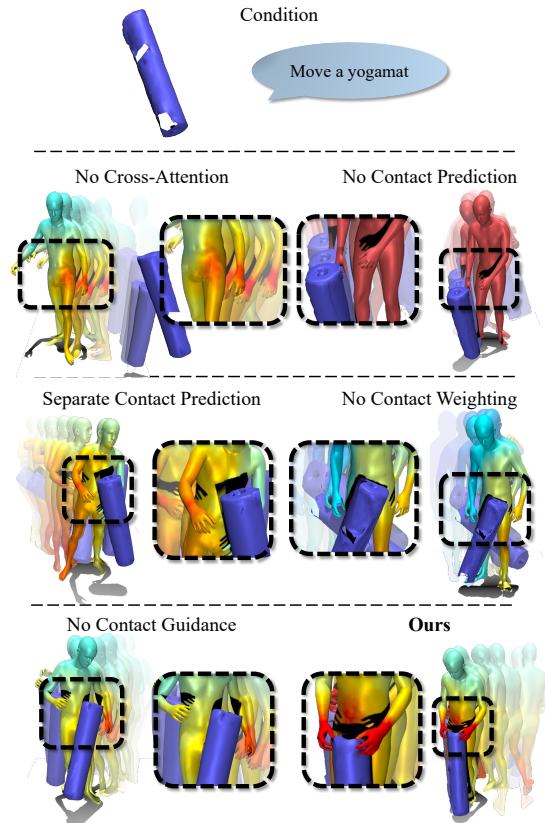 Condition
Move a yogamat
No Cross-Attention
No Contact Prediction
Separate Contact Prediction
No Contact Weighting
No Contact Guidance
Ours